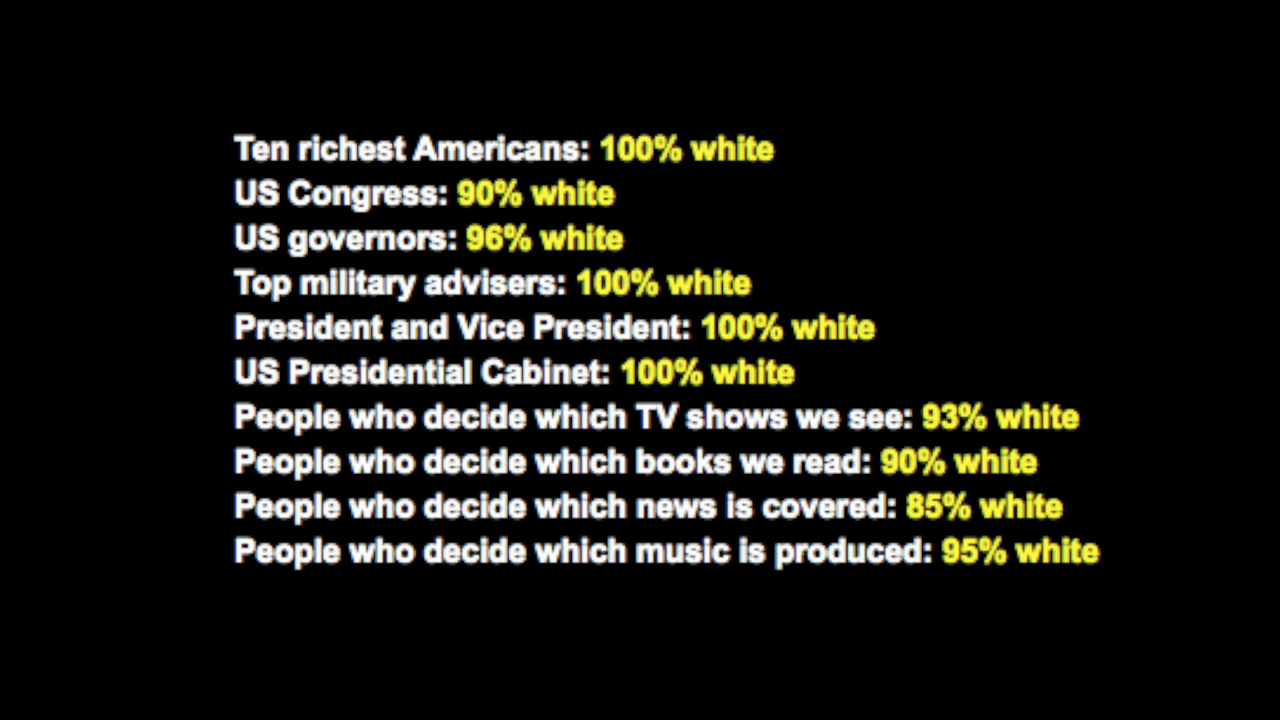 Ten richest Americans: 100% white
US Congress: 90% white
US governors: 96% white
Top military advisers: 100% white
President and Vice President: 100% white
US Presidential Cabinet: 100% white
People who decide which TV shows we see: 93% white
People who decide which books we read: 90% white
People who decide which news is covered: 85% white
People who decide which music is produced: 95% white